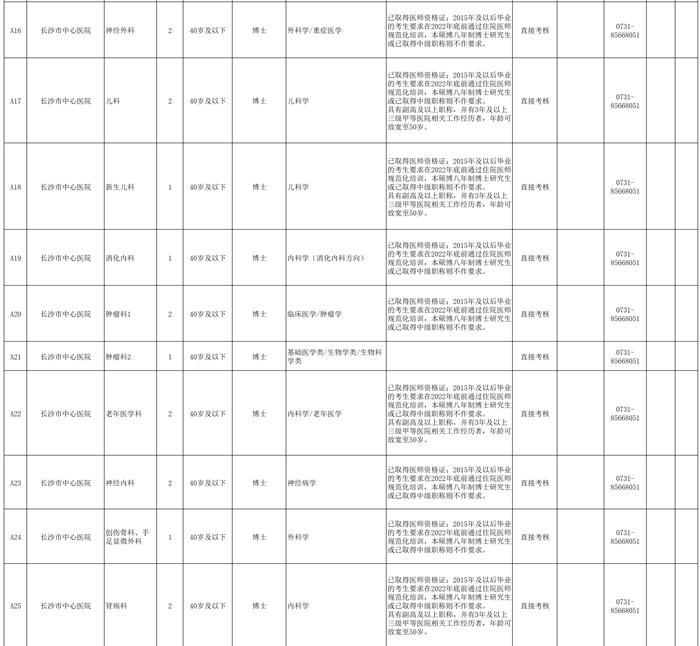 A16 长沙市中心医院 神经外科 2 40岁及以下 博士 外科学/重症医学 已取得医师资格证；2015年及以后毕业
的考生要求在2022年底前通过住院医师
规范化培训，本硕博八年制博士研究生
或已取得中级职称则不作要求。 直接考核 0731-
85668051
A17 长沙市中心医院 儿科 2 40岁及以下 博士 儿科学 已取得医师资格证；2015年及以后毕业
的考生要求在2022年底前通过住院医师
规范化培训，本硕博八年制博士研究生
或已取得中级职称则不作要求。
具有副高及以上职称，并有3年及以上
三级甲等医院相关工作经历者，年龄可
放宽至50岁。 直接考核 0731-
85668051
A18 长沙市中心医院 新生儿科 1 40岁及以下 博士 儿科学 已取得医师资格证；2015年及以后毕业
的考生要求在2022年底前通过住院医师
规范化培训，本硕博八年制博士研究生
或已取得中级职称则不作要求。
具有副高及以上职称，并有3年及以上
三级甲等医院相关工作经历者，年龄可
放宽至50岁。 直接考核 0731-
85668051
A19 长沙市中心医院 消化内科 1 40岁及以下 博士 内科学（消化内科方向） 已取得医师资格证；2015年及以后毕业
的考生要求在2022年底前通过住院医师
规范化培训，本硕博八年制博士研究生
或已取得中级职称则不作要求。 直接考核 0731-
85668051
A20 长沙市中心医院 肿瘤科1 2 40岁及以下 博士 临床医学/肿瘤学 已取得医师资格证；2015年及以后毕业
的考生要求在2022年底前通过住院医师
规范化培训，本硕博八年制博士研究生
或已取得中级职称则不作要求。 直接考核 0731-
85668051
A21 长沙市中心医院 肿瘤科2 1 40岁及以下 博士 基础医学类/生物学类/生物科
学类 直接考核 0731-
85668051
A22 长沙市中心医院 老年医学科 2 40岁及以下 博士 内科学/老年医学 已取得医师资格证；2015年及以后毕业
的考生要求在2022年底前通过住院医师
规范化培训，本硕博八年制博士研究生
或已取得中级职称则不作要求。
具有副高及以上职称，并有3年及以上
三级甲等医院相关工作经历者，年龄可
放宽至50岁。 直接考核 0731-
85668051
A23 长沙市中心医院 神经内科 2 40岁及以下 博士 神经病学 已取得医师资格证；2015年及以后毕业
的考生要求在2022年底前通过住院医师
规范化培训，本硕博八年制博士研究生
或已取得中级职称则不作要求。 直接考核 0731-
85668051
A24 长沙市中心医院 创伤骨科、手
足显微外科 1 40岁及以下 博士 外科学 已取得医师资格证；2015年及以后毕业
的考生要求在2022年底前通过住院医师
规范化培训，本硕博八年制博士研究生
或已取得中级职称则不作要求。 直接考核 0731-
85668051
A25 长沙市中心医院 肾病科 2 40岁及以下 博士 内科学 已取得医师资格证；2015年及以后毕业
的考生要求在2022年底前通过住院医师
规范化培训，本硕博八年制博士研究生
或已取得中级职称则不作要求。
具有副高及以上职称，并有3年及以上
三级甲等医院相关工作经历者，年龄可
放宽至50岁。 直接考核 0731-
85668051